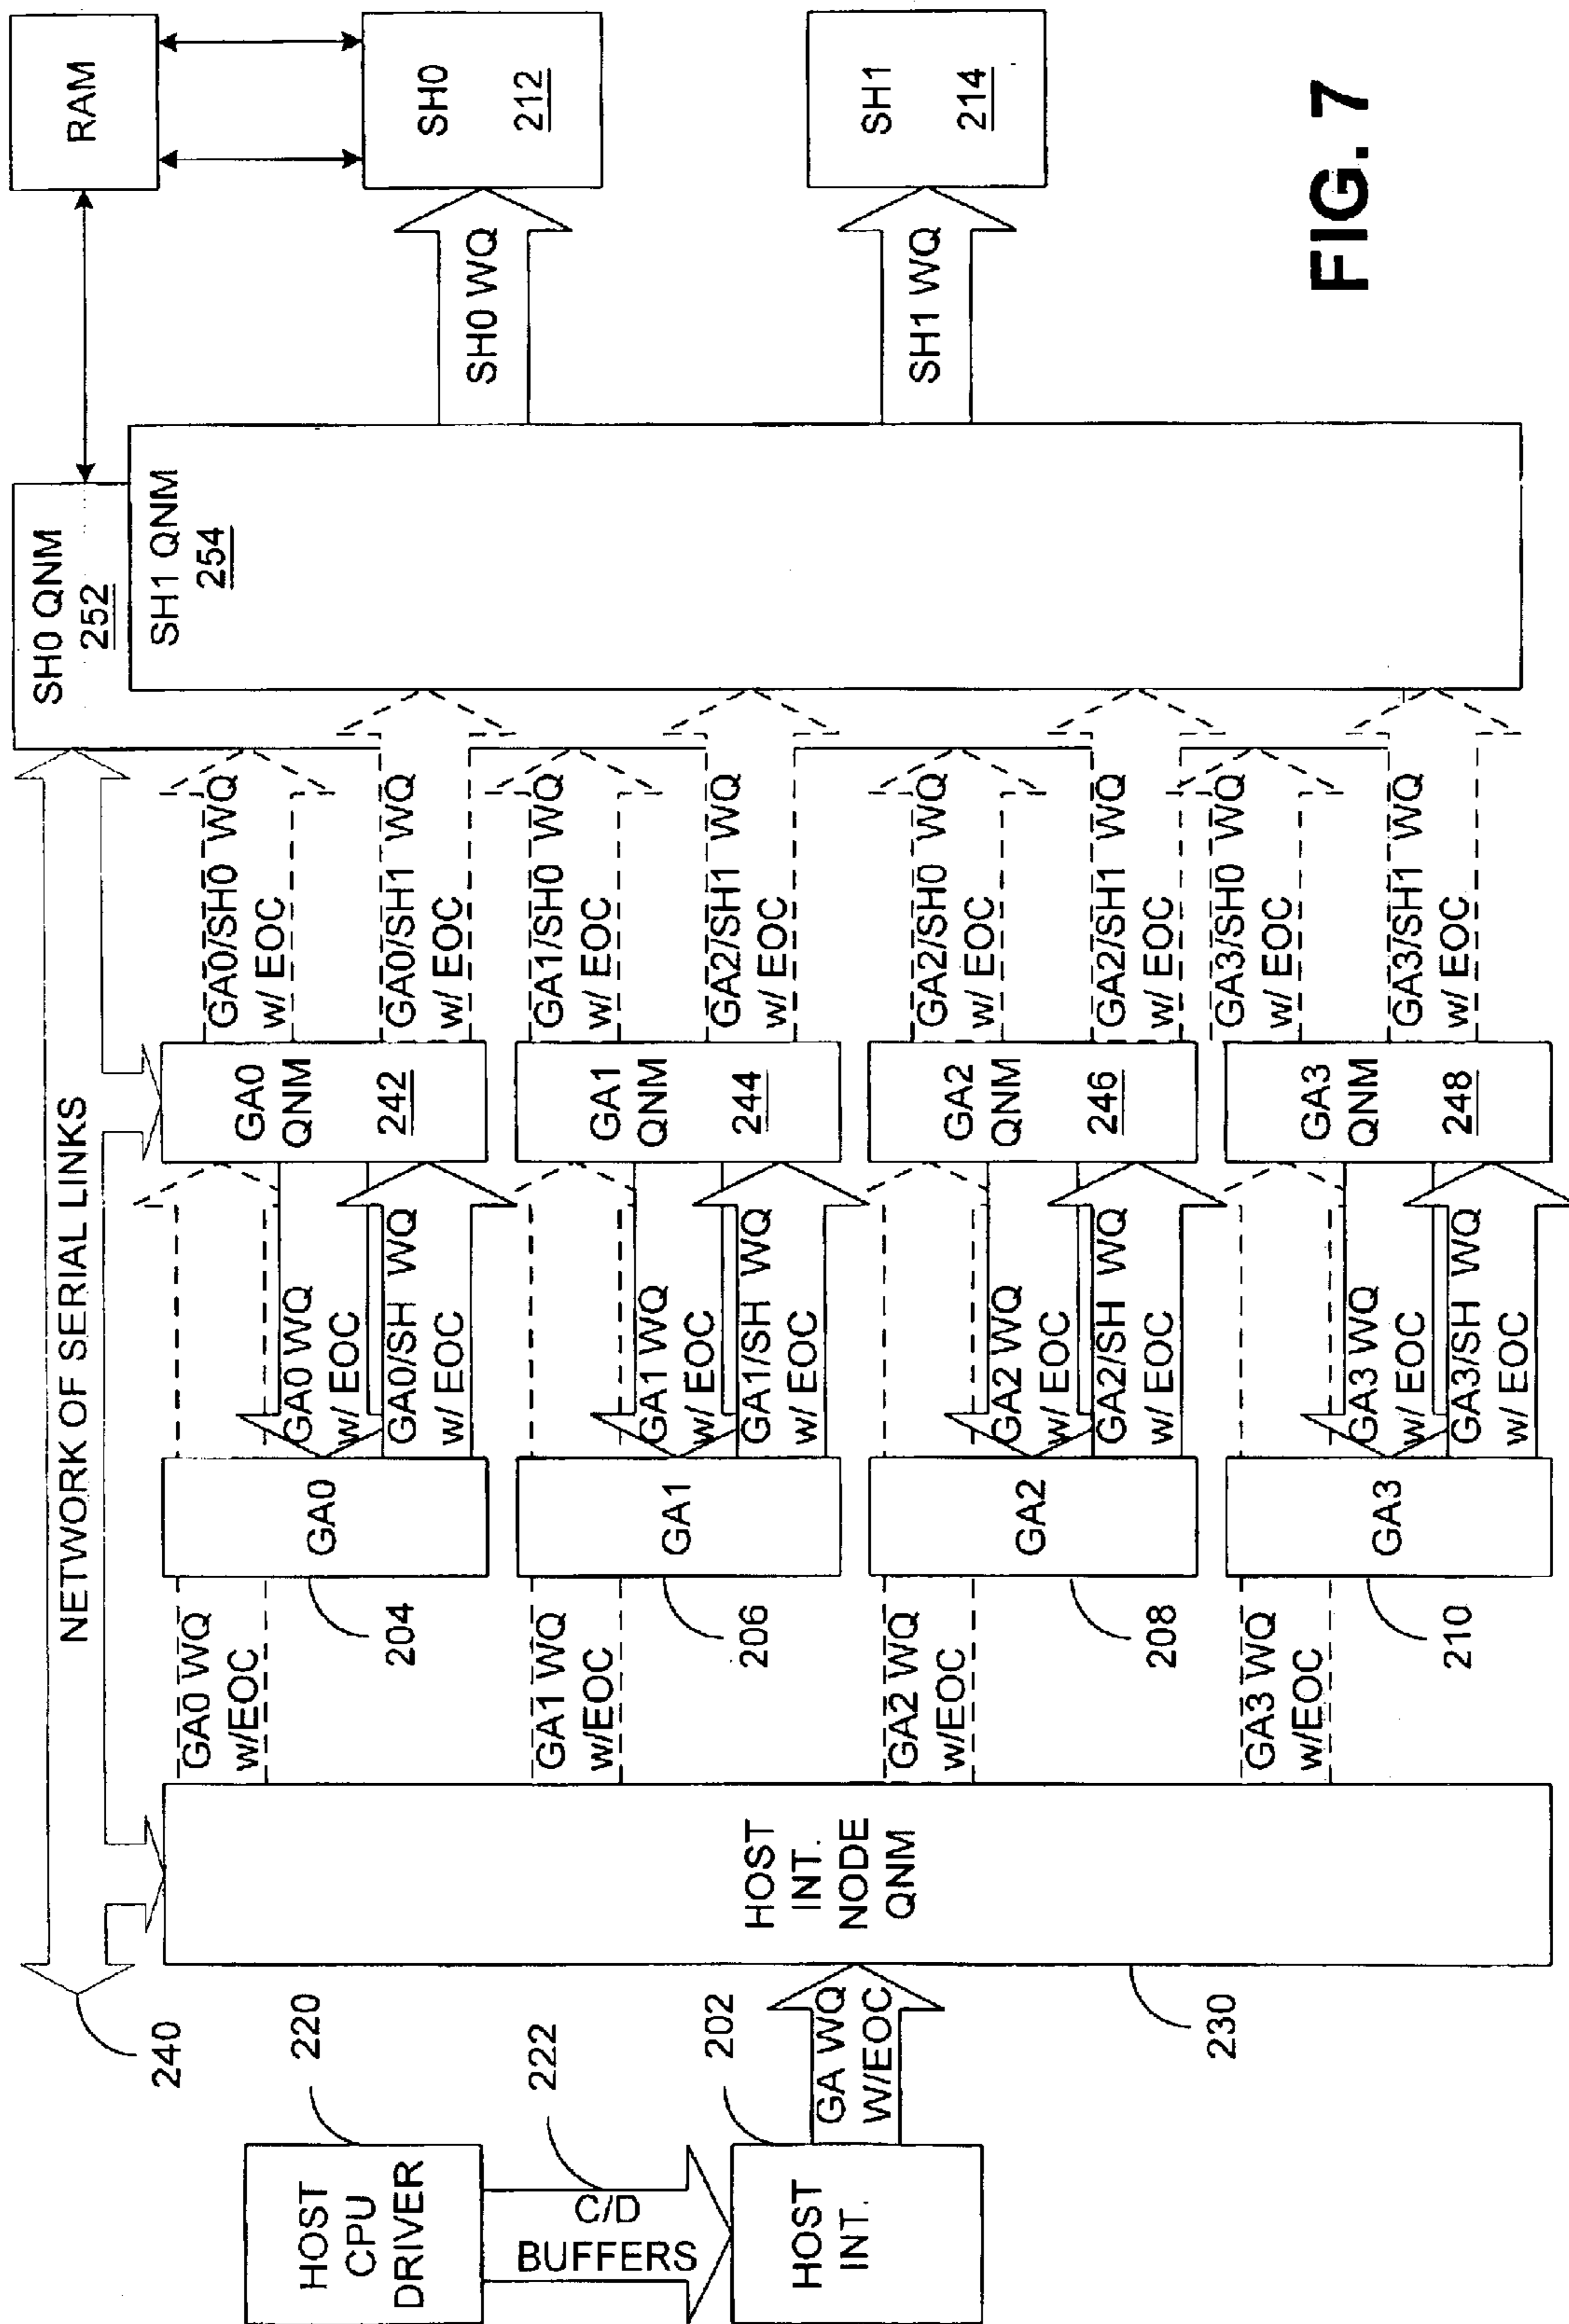 NETWORK OF SERIAL LINKS
240
HOST
CPU
DRIVER
220
C/D
BUFFERS
222
HOST
INT.
202
GA WQ
W/EOC
HOST
INT.
NODE
QNM
230
GA0 WQ
w/EOC
GA1 WQ
w/EOC
GA2 WQ
w/EOC
GA3 WQ
w/EOC
GA0
204
GA1
206
GA2
208
GA3
210
GA0 WQ
w/ EOC
GA0/SH WQ
w/ EOC
GA1 WQ
w/ EOC
GA1/SH WQ
w/ EOC
GA2 WQ
w/ EOC
GA2/SH WQ
w/ EOC
GA3 WQ
w/ EOC
GA3/SH WQ
w/ EOC
GA0
QNM
242
GA1
QNM
244
GA2
QNM
246
GA3
QNM
248
GA0/SH0 WQ
w/ EOC
GA0/SH1 WQ
w/ EOC
GA1/SH0 WQ
w/ EOC
GA2/SH1 WQ
w/ EOC
GA2/SH0 WQ
w/ EOC
GA2/SH1 WQ
w/ EOC
GA3/SH0 WQ
w/ EOC
GA3/SH1 WQ
w/ EOC
SH0 QNM
252
SH1 QNM
254
SH0 WQ
SH1 WQ
RAM
SH0
212
SH1
214
FIG. 7